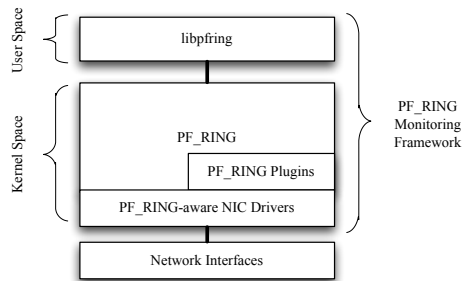 User Space
libpfring
Kernel Space
PF_RING
PF_RING Plugins
PF_RING-aware NIC Drivers
Network Interfaces
PF_RING
Monitoring
Framework